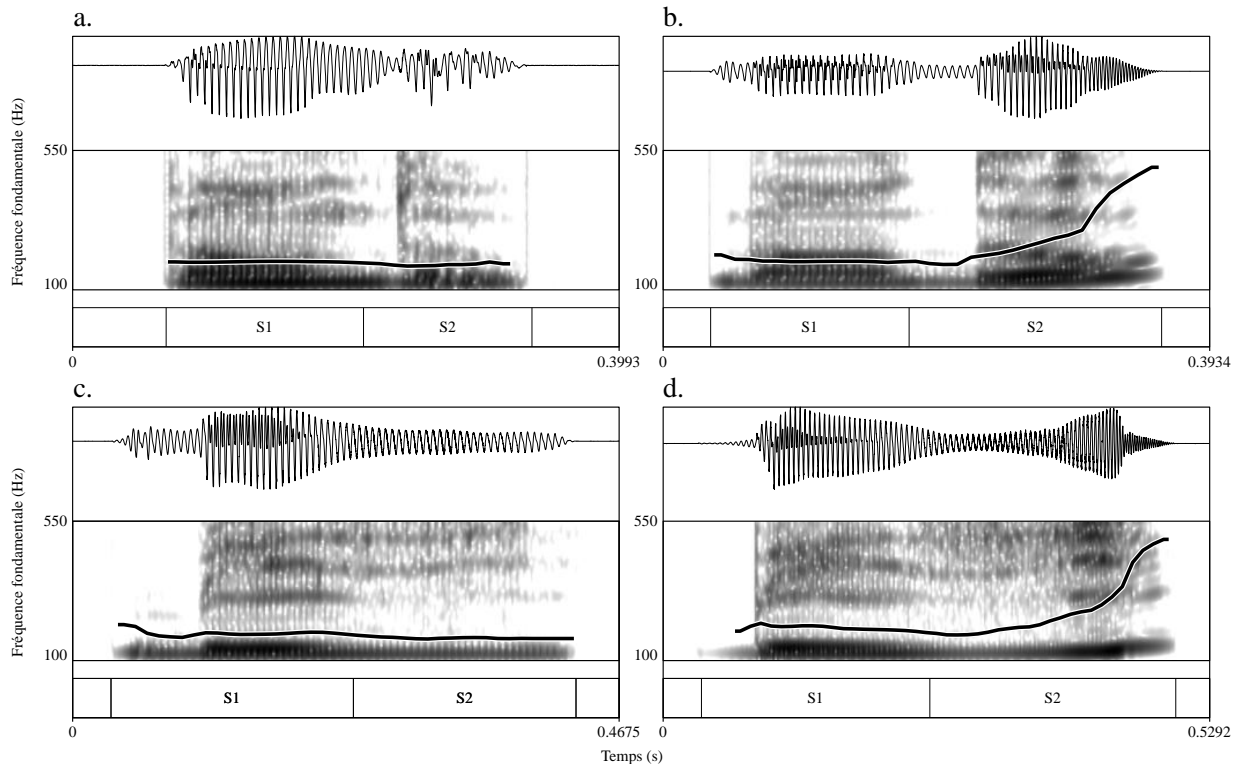 a.
b.
Fréquence fondamentale (Hz)
550
100
550
100
S1
S2
S1
S2
0
0.3993
0
0.3934
c.
d.
Fréquence fondamentale (Hz)
550
100
550
100
S1
S2
S1
S2
0
0.4675
0
0.5292
Temps (s)